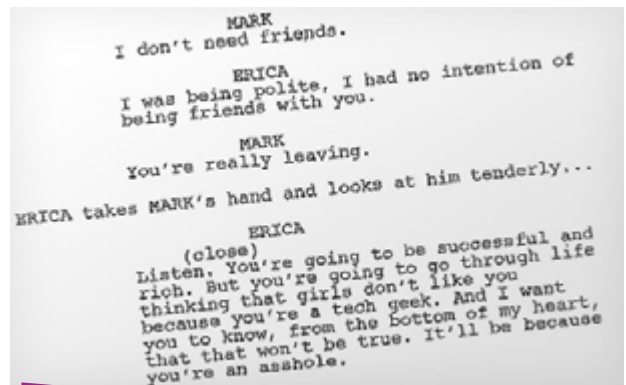 MARK
I don't need friends.
ERICA
I was being polite, I had no intention of
being friends with you.
MARK
You're really leaving.
ERICA takes MARK's hand and looks at him tenderly...
ERICA
(close)
Listen. You're going to be successful and
rich. But you're going to go through life
thinking that girls don't like you
because you're a tech geek. And I want
you to know, from the bottom of my heart,
that that won't be true. It'll be because
you're an asshole.